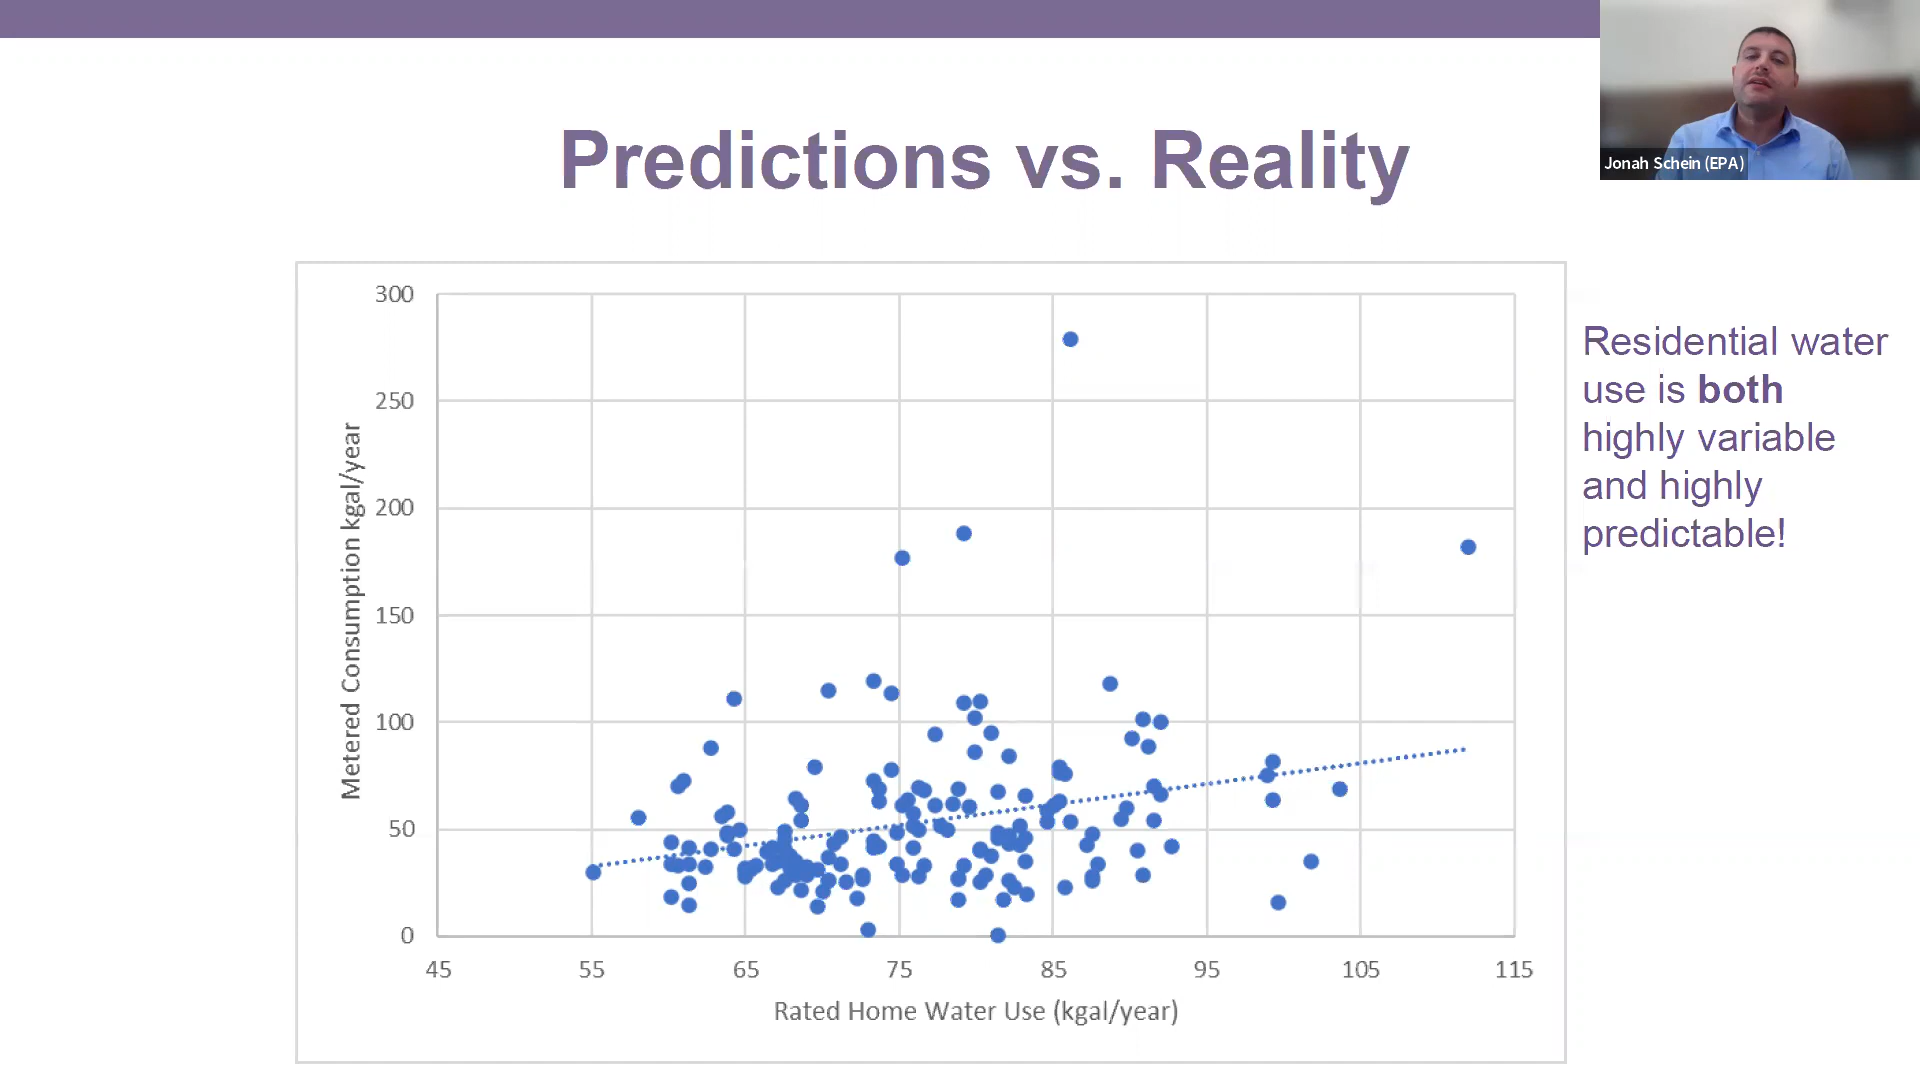 Predictions vs. Reality
Jonah Schein (EPA)
Residential water
use is both
highly variable
and highly
predictable!
Metered Consumption kgal/year
300
250
200
150
100
50
0
45 55 65 75 85 95 105 115
Rated Home Water Use (kgal/year)